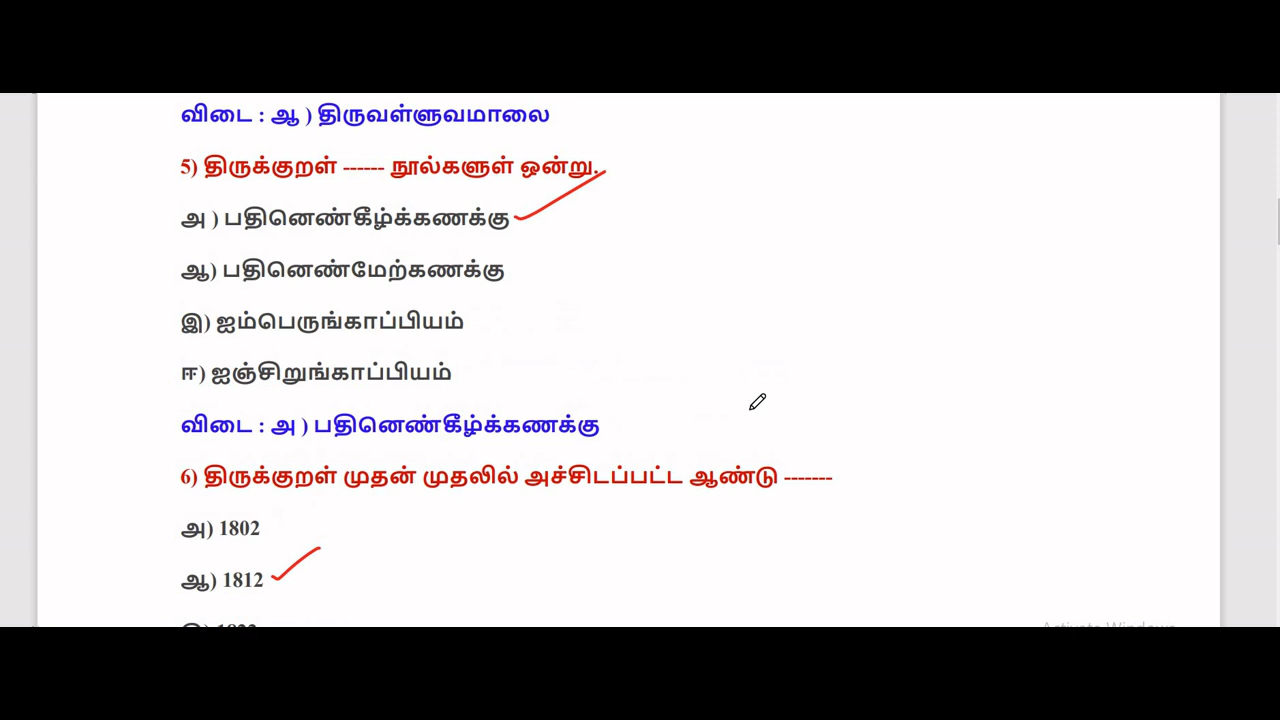 விடை : ஆ ) திருவள்ளுவமாலை
5) திருக்குறள் ------ நூல்களுள் ஒன்று.
அ ) பதினெண்கீழ்க்கணக்கு
ஆ) பதினெண்மேற்கணக்கு
இ) ஐம்பெருங்காப்பியம்
ஈ) ஐஞ்சிறுங்காப்பியம்
விடை : அ ) பதினெண்கீழ்க்கணக்கு
6) திருக்குறள் முதன் முதலில் அச்சிடப்பட்ட ஆண்டு -------
அ) 1802
ஆ) 1812